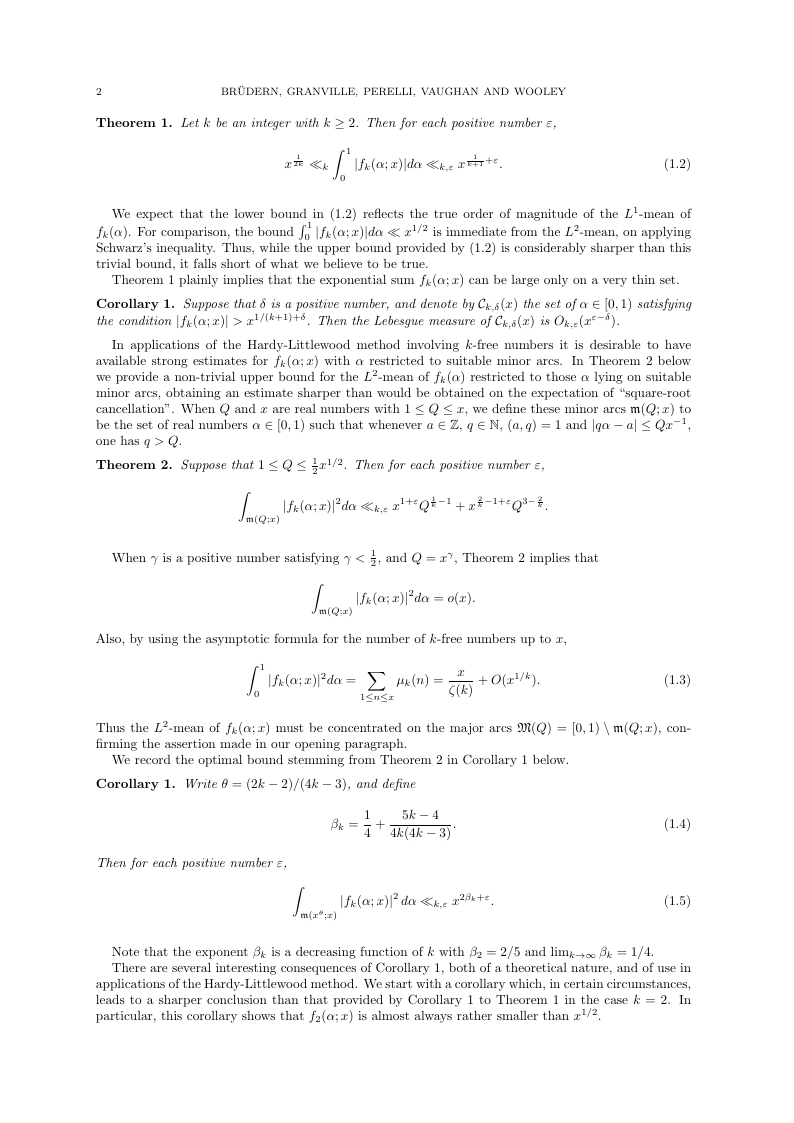 2 BRÜDERN, GRANVILLE, PERELLI, VAUGHAN AND WOOLEY
Theorem 1. Let k be an integer with k ≥ 2. Then for each positive number ε,
x^{\frac{1}{2k}} ≪_k ∫_0^1 |f_k(α; x)|dα ≪_{k,ε} x^{\frac{1}{k+1}+ε}. (1.2)
We expect that the lower bound in (1.2) reflects the true order of magnitude of the L^1-mean of
f_k(α). For comparison, the bound ∫_0^1 |f_k(α; x)|dα ≪ x^{1/2} is immediate from the L^2-mean, on applying
Schwarz's inequality. Thus, while the upper bound provided by (1.2) is considerably sharper than this
trivial bound, it falls short of what we believe to be true.
Theorem 1 plainly implies that the exponential sum f_k(α; x) can be large only on a very thin set.
Corollary 1. Suppose that δ is a positive number, and denote by 𝒞_{k,δ}(x) the set of α ∈ [0, 1) satisfying
the condition |f_k(α; x)| > x^{1/(k+1)+δ}. Then the Lebesgue measure of 𝒞_{k,δ}(x) is O_{k,ε}(x^{ε−δ}).
In applications of the Hardy-Littlewood method involving k-free numbers it is desirable to have
available strong estimates for f_k(α; x) with α restricted to suitable minor arcs. In Theorem 2 below
we provide a non-trivial upper bound for the L^2-mean of f_k(α) restricted to those α lying on suitable
minor arcs, obtaining an estimate sharper than would be obtained on the expectation of “square-root
cancellation”. When Q and x are real numbers with 1 ≤ Q ≤ x, we define these minor arcs 𝔪(Q; x) to
be the set of real numbers α ∈ [0, 1) such that whenever a ∈ ℤ, q ∈ ℕ, (a, q) = 1 and |qα − a| ≤ Qx^{−1},
one has q > Q.
Theorem 2. Suppose that 1 ≤ Q ≤ \frac{1}{2}x^{1/2}. Then for each positive number ε,
∫_{𝔪(Q;x)} |f_k(α; x)|^2 dα ≪_{k,ε} x^{1+ε}Q^{\frac{1}{k}−1} + x^{\frac{2}{k}−1+ε}Q^{3−\frac{2}{k}}.
When γ is a positive number satisfying γ < \frac{1}{2}, and Q = x^γ, Theorem 2 implies that
∫_{𝔪(Q;x)} |f_k(α; x)|^2 dα = o(x).
Also, by using the asymptotic formula for the number of k-free numbers up to x,
∫_0^1 |f_k(α; x)|^2 dα = ∑_{1≤n≤x} μ_k(n) = \frac{x}{ζ(k)} + O(x^{1/k}). (1.3)
Thus the L^2-mean of f_k(α; x) must be concentrated on the major arcs 𝔐(Q) = [0, 1) \ 𝔪(Q; x), con-
firming the assertion made in our opening paragraph.
We record the optimal bound stemming from Theorem 2 in Corollary 1 below.
Corollary 1. Write θ = (2k − 2)/(4k − 3), and define
β_k = \frac{1}{4} + \frac{5k − 4}{4k(4k − 3)}. (1.4)
Then for each positive number ε,
∫_{𝔪(x^θ;x)} |f_k(α; x)|^2 dα ≪_{k,ε} x^{2β_k+ε}. (1.5)
Note that the exponent β_k is a decreasing function of k with β_2 = 2/5 and lim_{k→∞} β_k = 1/4.
There are several interesting consequences of Corollary 1, both of a theoretical nature, and of use in
applications of the Hardy-Littlewood method. We start with a corollary which, in certain circumstances,
leads to a sharper conclusion than that provided by Corollary 1 to Theorem 1 in the case k = 2. In
particular, this corollary shows that f_2(α; x) is almost always rather smaller than x^{1/2}.